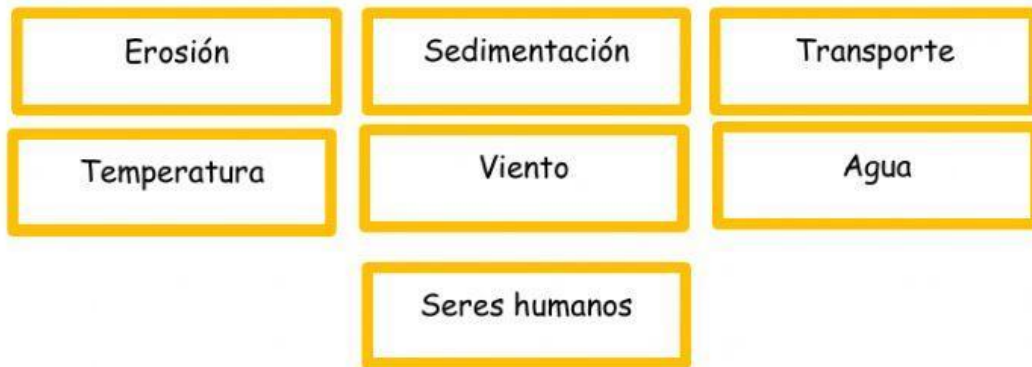 Erosión
Sedimentación
Transporte
Temperatura
Viento
Agua
Seres humanos